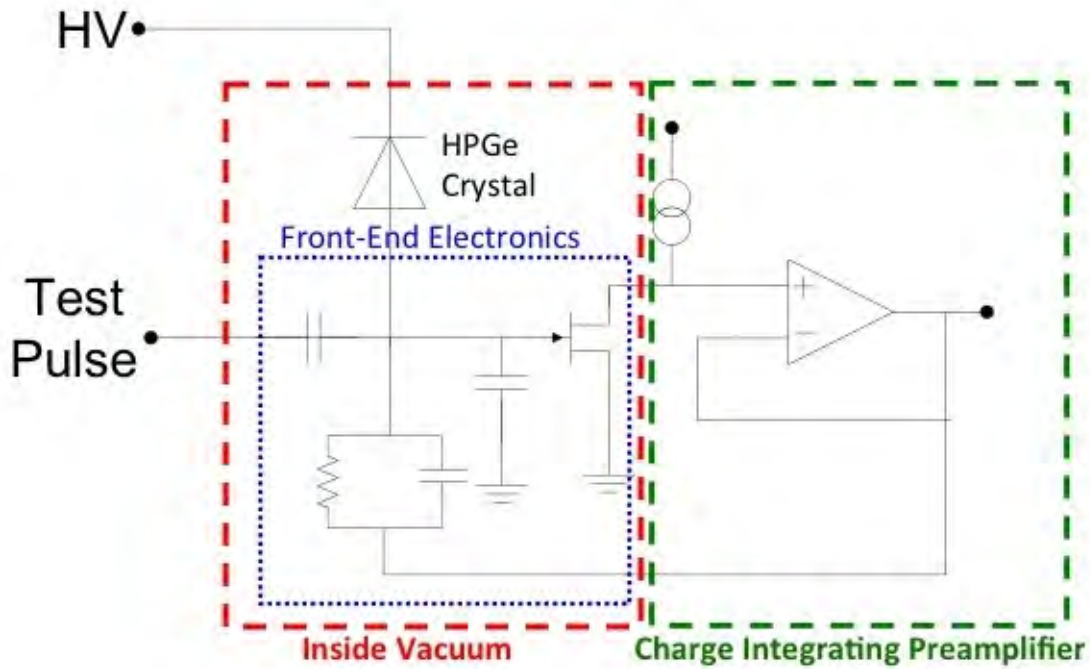 HV
HPGe
Crystal
Front-End Electronics
Test
Pulse
+
−
Inside Vacuum
Charge Integrating Preamplifier